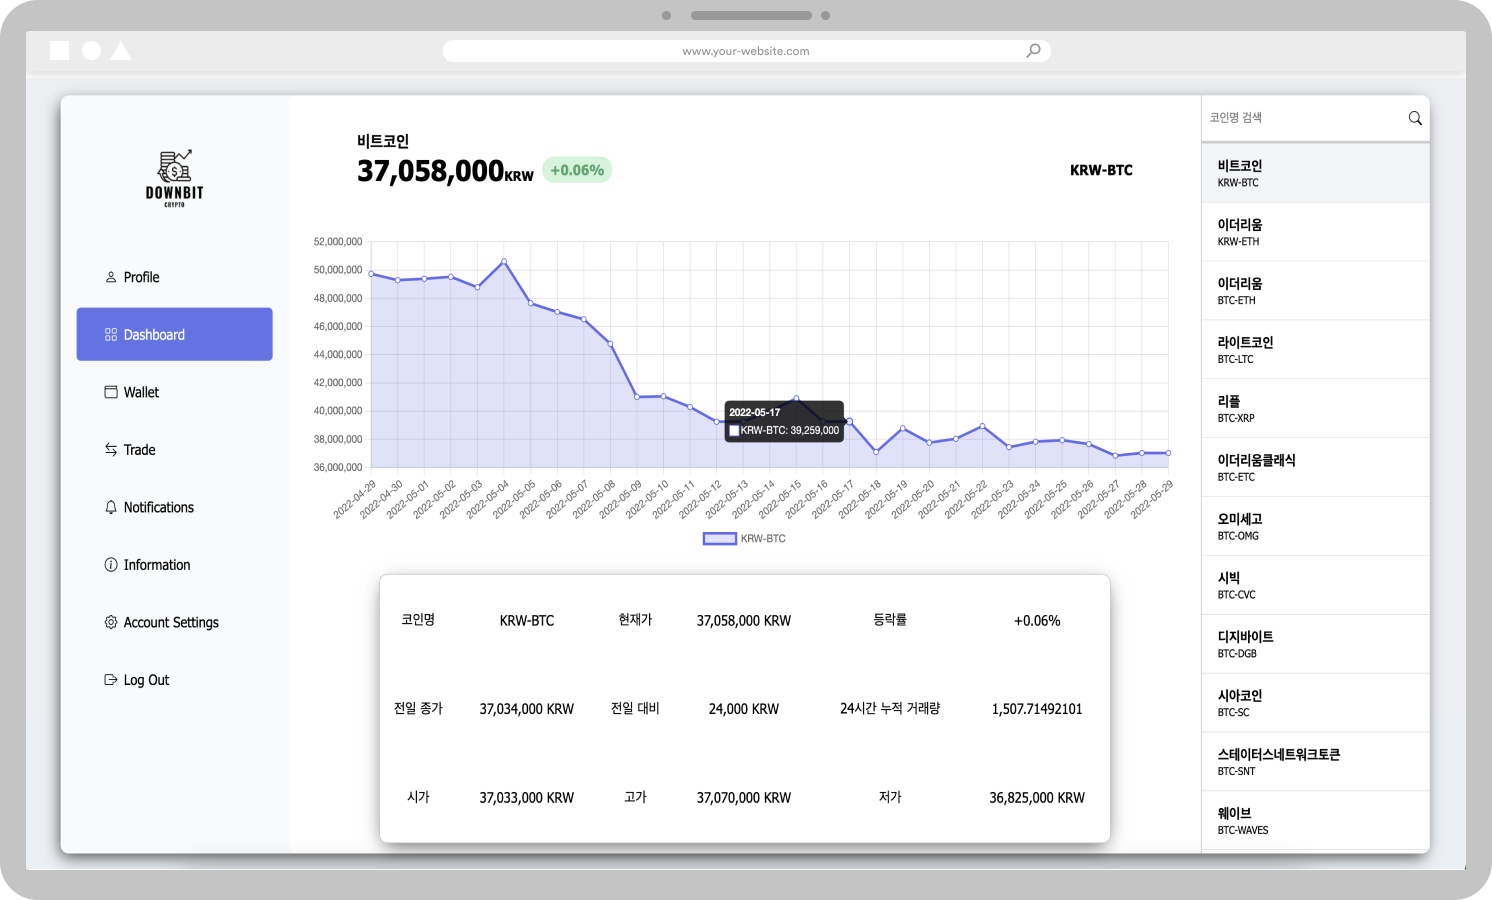 www.your-website.com
DOWNBIT
CRYPTO
Profile
Dashboard
Wallet
Trade
Notifications
Information
Account Settings
Log Out
비트코인
37,058,000KRW +0.06%
KRW-BTC
52,000,000
50,000,000
48,000,000
46,000,000
44,000,000
42,000,000
40,000,000
38,000,000
36,000,000
2022-05-17
KRW-BTC: 39,259,000
2022-04-29
2022-04-30
2022-05-01
2022-05-02
2022-05-03
2022-05-04
2022-05-05
2022-05-06
2022-05-07
2022-05-08
2022-05-09
2022-05-10
2022-05-11
2022-05-12
2022-05-13
2022-05-14
2022-05-15
2022-05-16
2022-05-17
2022-05-18
2022-05-19
2022-05-20
2022-05-21
2022-05-22
2022-05-23
2022-05-24
2022-05-25
2022-05-26
2022-05-27
2022-05-28
2022-05-29
KRW-BTC
코인명 KRW-BTC 현재가 37,058,000 KRW 등락률 +0.06%
전일 종가 37,034,000 KRW 전일 대비 24,000 KRW 24시간 누적 거래량 1,507.71492101
시가 37,033,000 KRW 고가 37,070,000 KRW 저가 36,825,000 KRW
코인명 검색
비트코인
KRW-BTC
이더리움
KRW-ETH
이더리움
BTC-ETH
라이트코인
BTC-LTC
리플
BTC-XRP
이더리움클래식
BTC-ETC
오미세고
BTC-OMG
시빅
BTC-CVC
디지바이트
BTC-DGB
시아코인
BTC-SC
스테이터스네트워크토큰
BTC-SNT
웨이브
BTC-WAVES